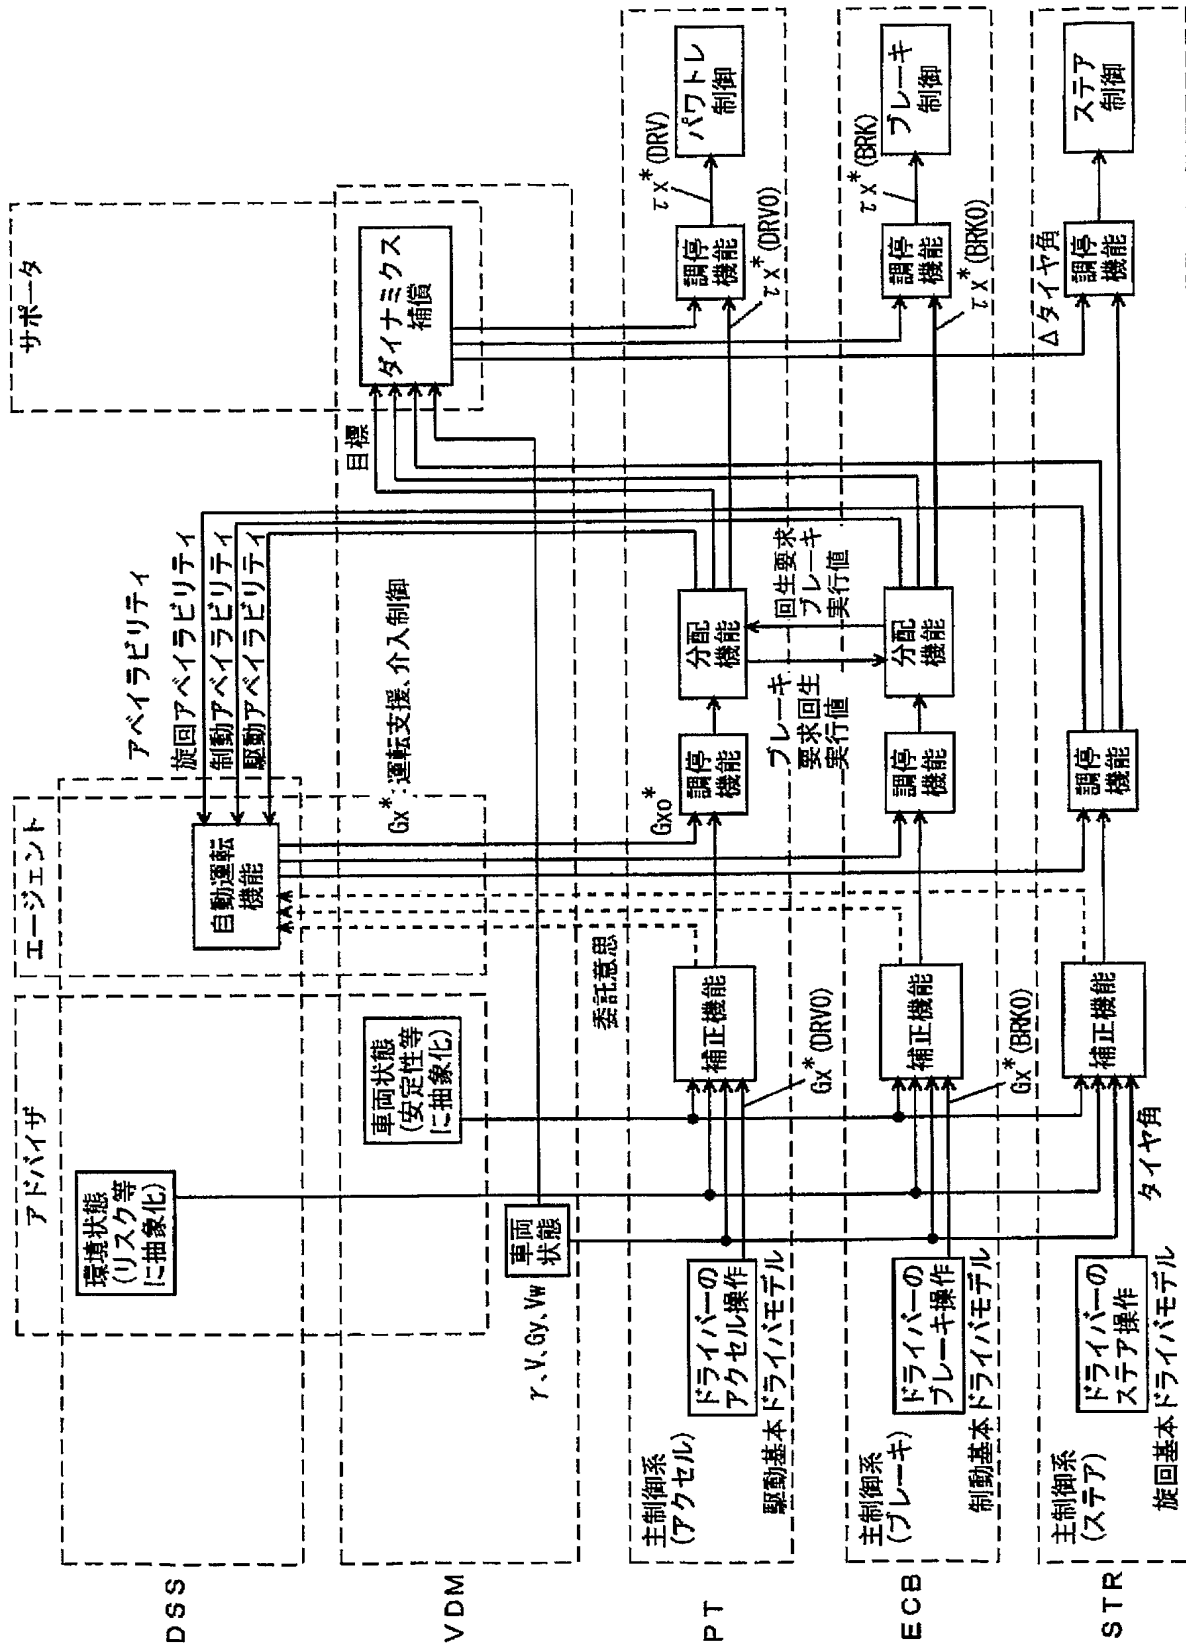 アドバイザ
エージェント
サポータ
DSS
環境状態
(リスク等
に抽象化)
自動運転
機能
アベイラビリティ
旋回アベイラビリティ
制動アベイラビリティ
駆動アベイラビリティ
VDM
γ、V、Gy、Vw
車両
状態
車両状態
(安定性等
に抽象化)
Gx*:運転支援、介入制御
目標
ダイナミクス
補償
委託意思
PT
主制御系
(アクセル)
ドライバーの
アクセル操作
駆動基本ドライバモデル
Gx*(DRV0)
補正機能
Gxo*
調停
機能
分配
機能
τx*(DRV0)
調停
機能
τx*(DRV)
パワトレ
制御
ブレーキ
要求回生
実行値
回生要求
ブレーキ
実行値
ECB
主制御系
(ブレーキ)
ドライバーの
ブレーキ操作
制動基本ドライバモデル
Gx*(BRK0)
補正機能
調停
機能
分配
機能
τx*(BRK0)
調停
機能
τx*(BRK)
ブレーキ
制御
STR
主制御系
(ステア)
ドライバーの
ステア操作
旋回基本ドライバモデル
タイヤ角
補正機能
調停
機能
Δタイヤ角
調停
機能
ステア
制御